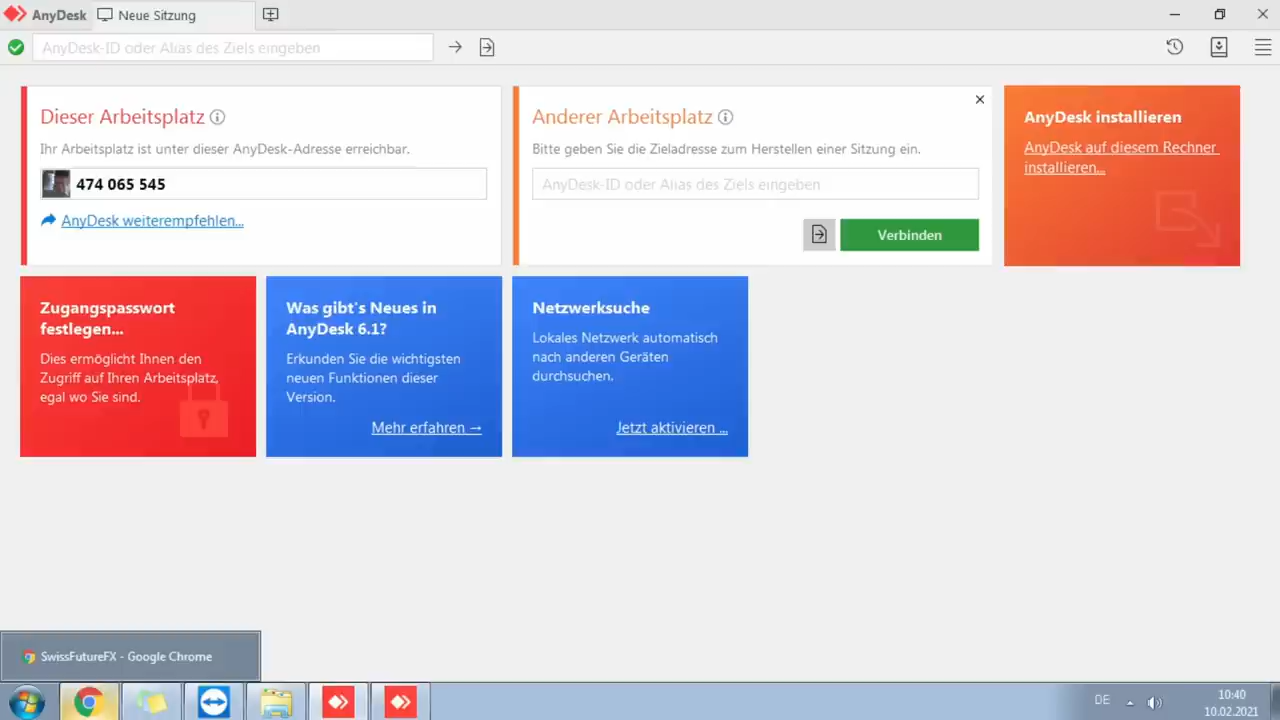 AnyDesk
Neue Sitzung
AnyDesk-ID oder Alias des Ziels eingeben
Dieser Arbeitsplatz
Ihr Arbeitsplatz ist unter dieser AnyDesk-Adresse erreichbar.
474 065 545
AnyDesk weiterempfehlen...
Anderer Arbeitsplatz
Bitte geben Sie die Zieladresse zum Herstellen einer Sitzung ein.
AnyDesk-ID oder Alias des Ziels eingeben
Verbinden
AnyDesk installieren
AnyDesk auf diesem Rechner
installieren...
Zugangspasswort
festlegen...
Dies ermöglicht Ihnen den
Zugriff auf Ihren Arbeitsplatz,
egal wo Sie sind.
Was gibt's Neues in
AnyDesk 6.1?
Erkunden Sie die wichtigsten
neuen Funktionen dieser
Version.
Mehr erfahren →
Netzwerksuche
Lokales Netzwerk automatisch
nach anderen Geräten
durchsuchen.
Jetzt aktivieren ...
SwissFutureFX - Google Chrome
DE
10:40
10.02.2021